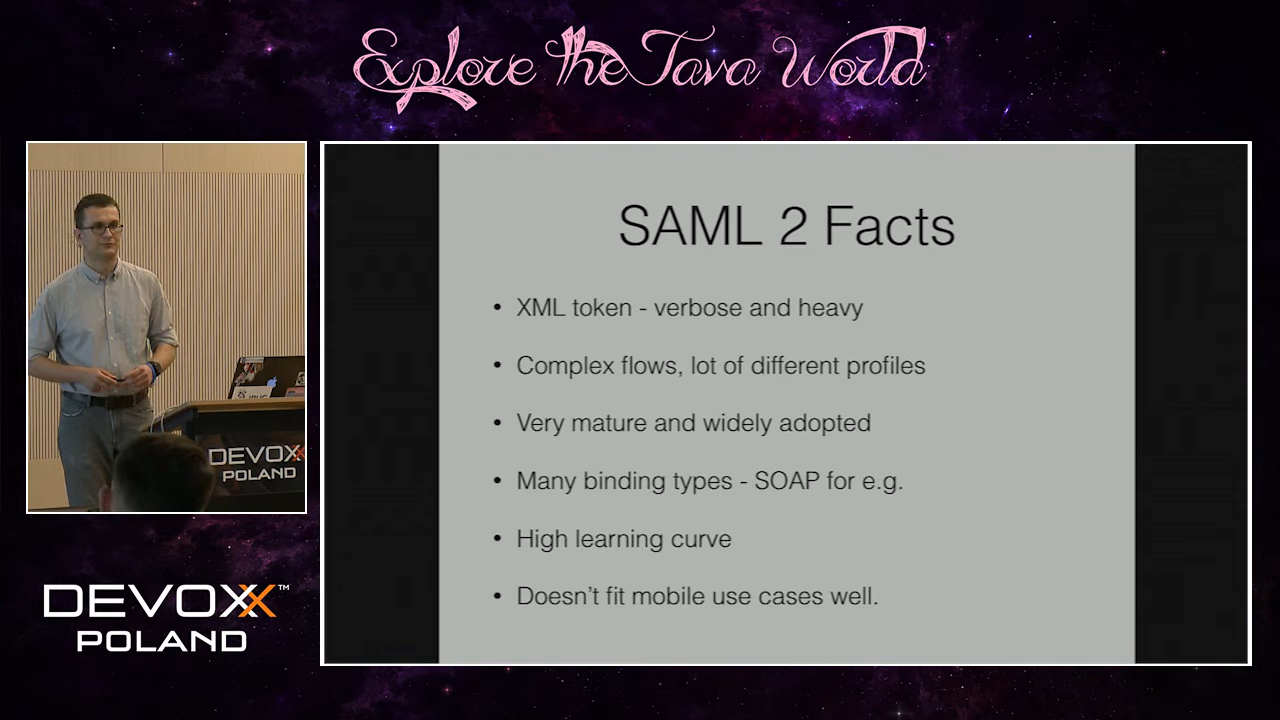 Explore the Java World
SAML 2 Facts
• XML token - verbose and heavy
• Complex flows, lot of different profiles
• Very mature and widely adopted
• Many binding types - SOAP for e.g.
• High learning curve
• Doesn't fit mobile use cases well.
DEVOXX
POLAND
DEVOXX™
POLAND